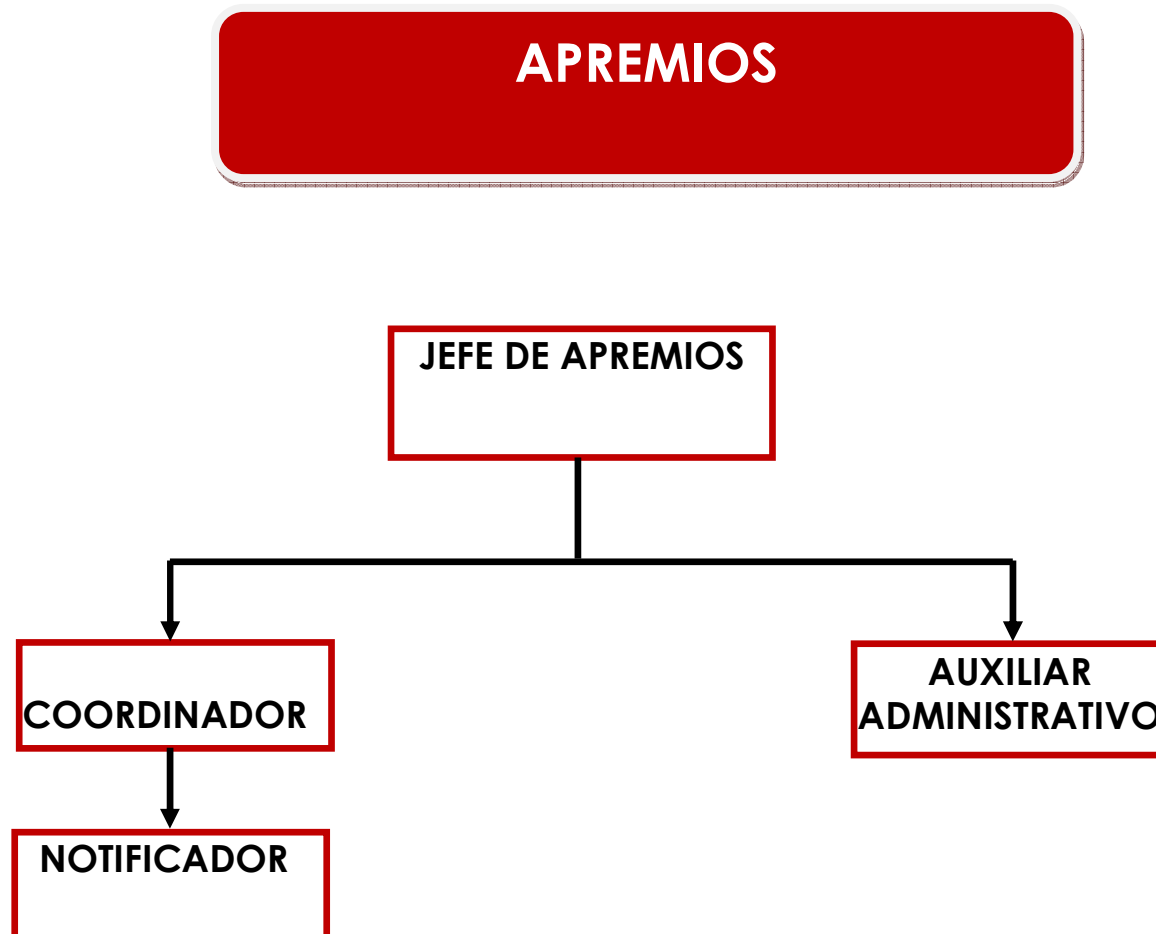 APREMIOS
JEFE DE APREMIOS
COORDINADOR
AUXILIAR
ADMINISTRATIVO
NOTIFICADOR